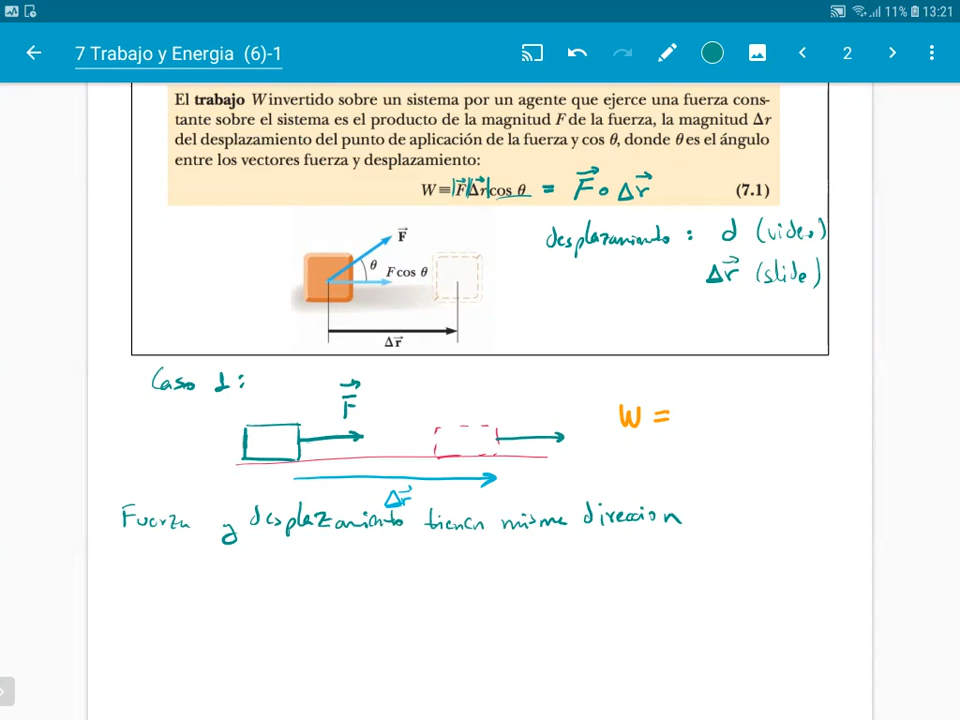 11% 13:21
7 Trabajo y Energia (6)-1
2
El trabajo W invertido sobre un sistema por un agente que ejerce una fuerza cons-
tante sobre el sistema es el producto de la magnitud F de la fuerza, la magnitud Δr
del desplazamiento del punto de aplicación de la fuerza y cos θ, donde θ es el ángulo
entre los vectores fuerza y desplazamiento:
W ≡ |F⃗||Δr⃗|cos θ = F⃗ ∘ Δr⃗ (7.1)
desplazamiento : d (video)
Δr⃗ (slide)
F⃗
θ
F cos θ
Δr⃗
Caso 1:
F⃗
W =
Δr⃗
Fuerza y desplazamiento tienen misma direccion